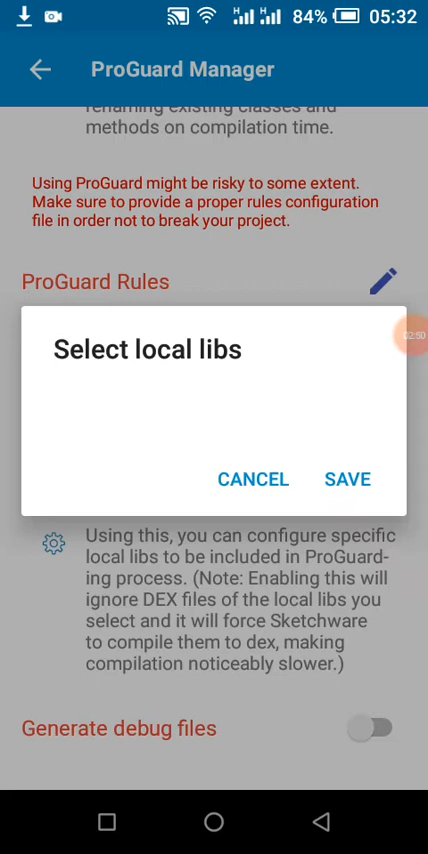 H H 84% 05:32
ProGuard Manager
renaming existing classes and
methods on compilation time.
Using ProGuard might be risky to some extent.
Make sure to provide a proper rules configuration
file in order not to break your project.
ProGuard Rules
02:50
Select local libs
CANCEL SAVE
Using this, you can configure specific
local libs to be included in ProGuard-
ing process. (Note: Enabling this will
ignore DEX files of the local libs you
select and it will force Sketchware
to compile them to dex, making
compilation noticeably slower.)
Generate debug files